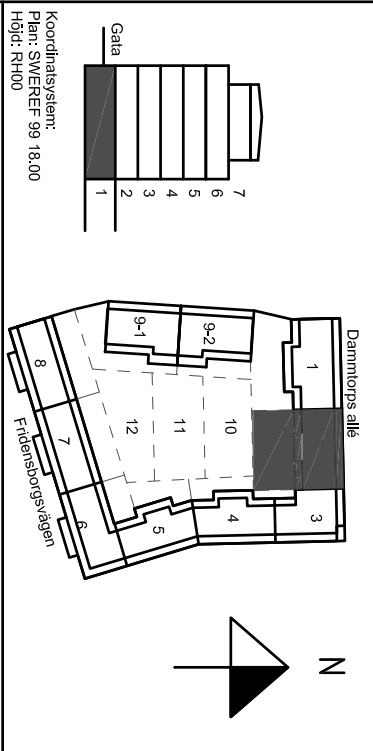 Gata
1
2
3
4
5
6
7
Koordinatsystem:
Plan: SWEREF 99 18.00
Höjd: RH00
Dammtorps allé
1
3
4
5
6
7
8
9-1
9-2
10
11
12
Fridensborgsvägen
N